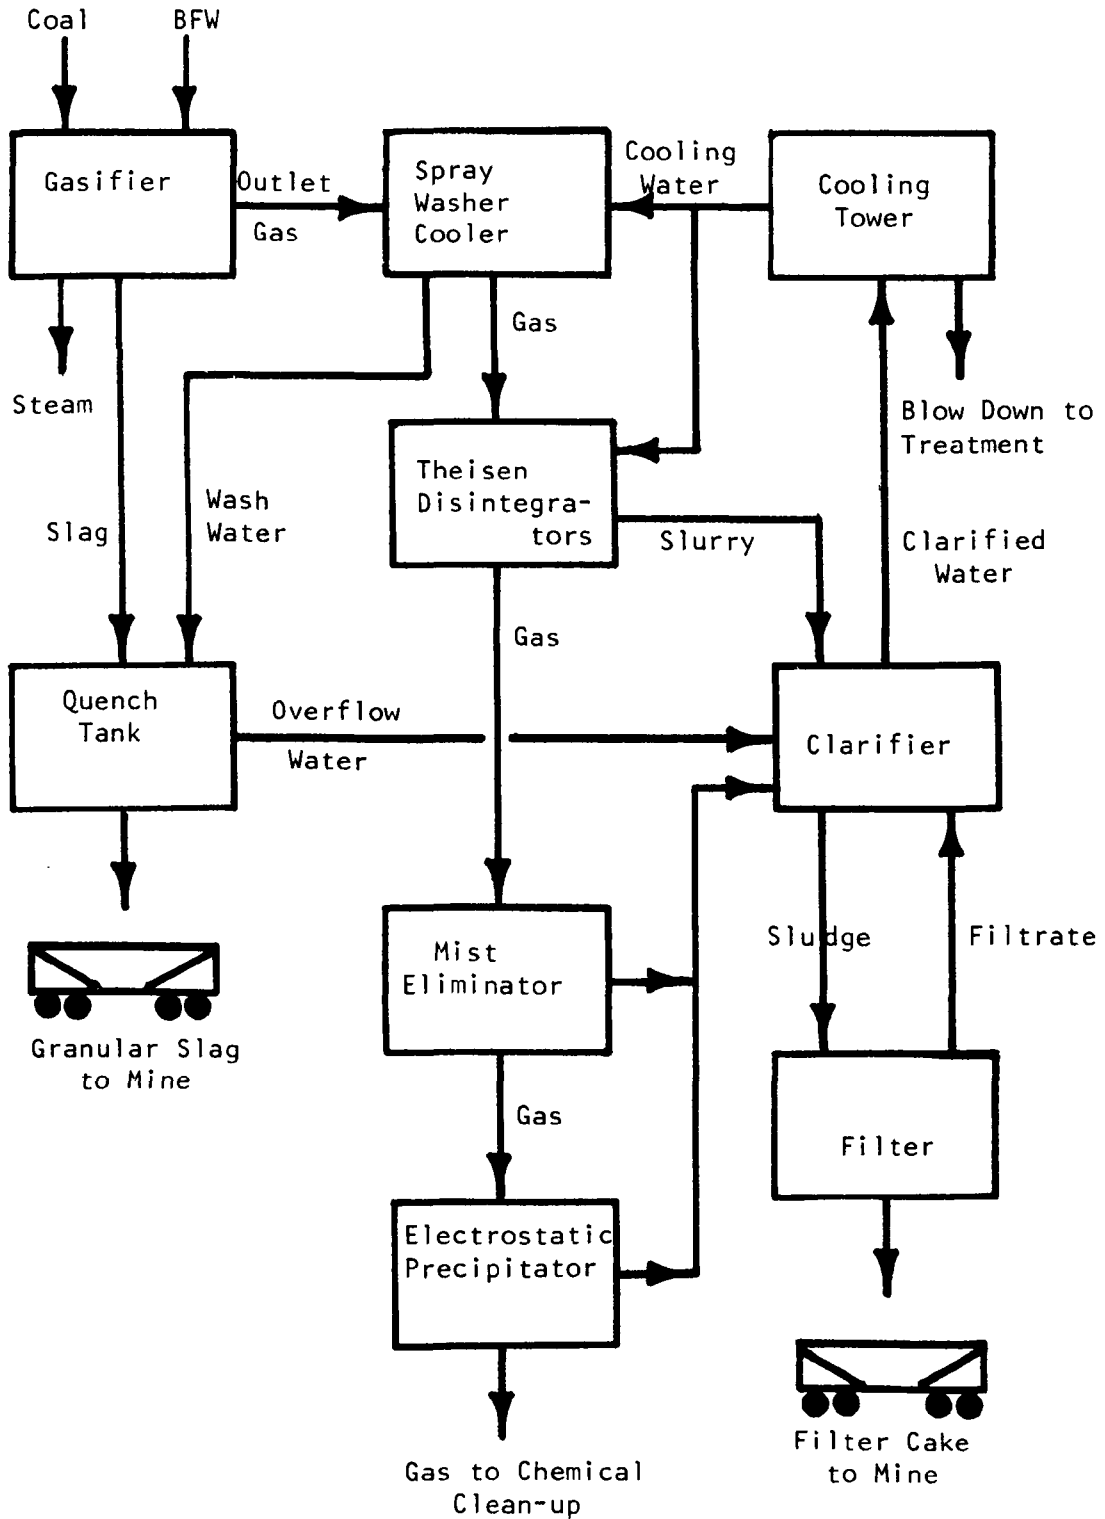 Coal
BFW
Gasifier
Outlet
Gas
Spray
Washer
Cooler
Cooling
Water
Cooling
Tower
Gas
Steam
Blow Down to
Treatment
Theisen
Disintegra-
tors
Slag
Wash
Water
Slurry
Clarified
Water
Gas
Quench
Tank
Overflow
Water
Clarifier
Mist
Eliminator
Sludge
Filtrate
Granular Slag
to Mine
Gas
Filter
Electrostatic
Precipitator
Filter Cake
to Mine
Gas to Chemical
Clean-up